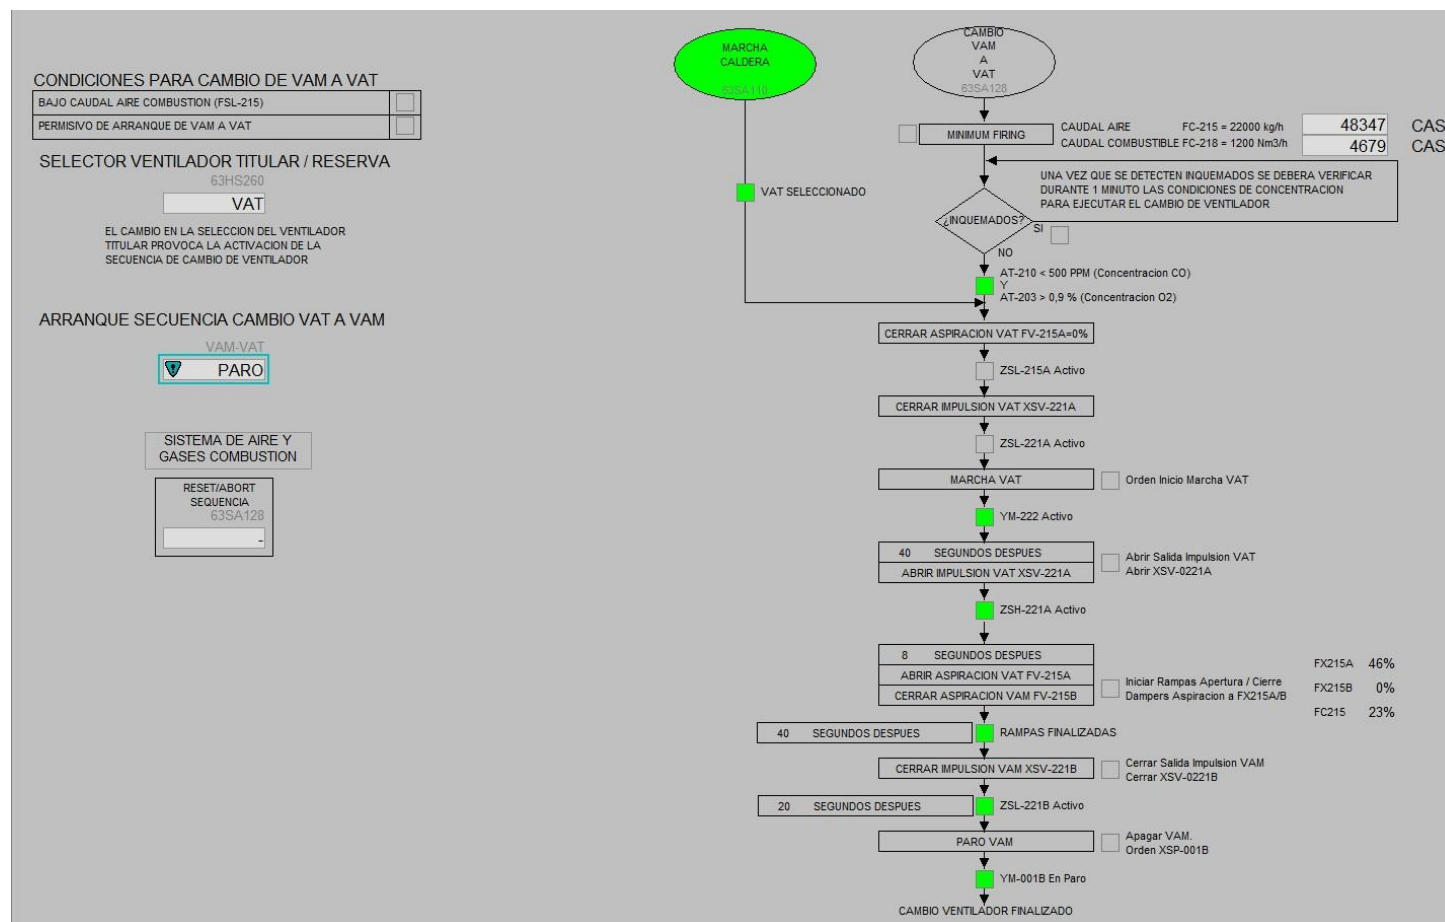 CONDICIONES PARA CAMBIO DE VAM A VAT
BAJO CAUDAL AIRE COMBUSTION (FSL-215)
PERMISIVO DE ARRANQUE DE VAM A VAT
SELECTOR VENTILADOR TITULAR / RESERVA
63HS260
VAT
EL CAMBIO EN LA SELECCION DEL VENTILADOR
TITULAR PROVOCA LA ACTIVACION DE LA
SECUENCIA DE CAMBIO DE VENTILADOR
ARRANQUE SECUENCIA CAMBIO VAT A VAM
VAM-VAT
PARO
SISTEMA DE AIRE Y
GASES COMBUSTION
RESET/ABORT
SEQUENCIA
63SA128
-
MARCHA
CALDERA
63SA110
VAT SELECCIONADO
CAMBIO
VAM
A
VAT
63SA128
MINIMUM FIRING
CAUDAL AIRE FC-215 = 22000 kg/h 48347 CAS
CAUDAL COMBUSTIBLE FC-218 = 1200 Nm3/h 4679 CAS
UNA VEZ QUE SE DETECTEN INQUEMADOS SE DEBERA VERIFICAR
DURANTE 1 MINUTO LAS CONDICIONES DE CONCENTRACION
PARA EJECUTAR EL CAMBIO DE VENTILADOR
¿INQUEMADOS?
SI
NO
AT-210 < 500 PPM (Concentracion CO)
Y
AT-203 > 0,9 % (Concentracion O2)
CERRAR ASPIRACION VAT FV-215A=0%
ZSL-215A Activo
CERRAR IMPULSION VAT XSV-221A
ZSL-221A Activo
MARCHA VAT
Orden Inicio Marcha VAT
YM-222 Activo
40 SEGUNDOS DESPUES
ABRIR IMPULSION VAT XSV-221A
Abrir Salida Impulsion VAT
Abrir XSV-0221A
ZSH-221A Activo
8 SEGUNDOS DESPUES
ABRIR ASPIRACION VAT FV-215A
CERRAR ASPIRACION VAM FV-215B
Iniciar Rampas Apertura / Cierre
Dampers Aspiracion a FX215A/B
FX215A 46%
FX215B 0%
FC215 23%
40 SEGUNDOS DESPUES
RAMPAS FINALIZADAS
CERRAR IMPULSION VAM XSV-221B
Cerrar Salida Impulsion VAM
Cerrar XSV-0221B
20 SEGUNDOS DESPUES
ZSL-221B Activo
PARO VAM
Apagar VAM.
Orden XSP-001B
YM-001B En Paro
CAMBIO VENTILADOR FINALIZADO